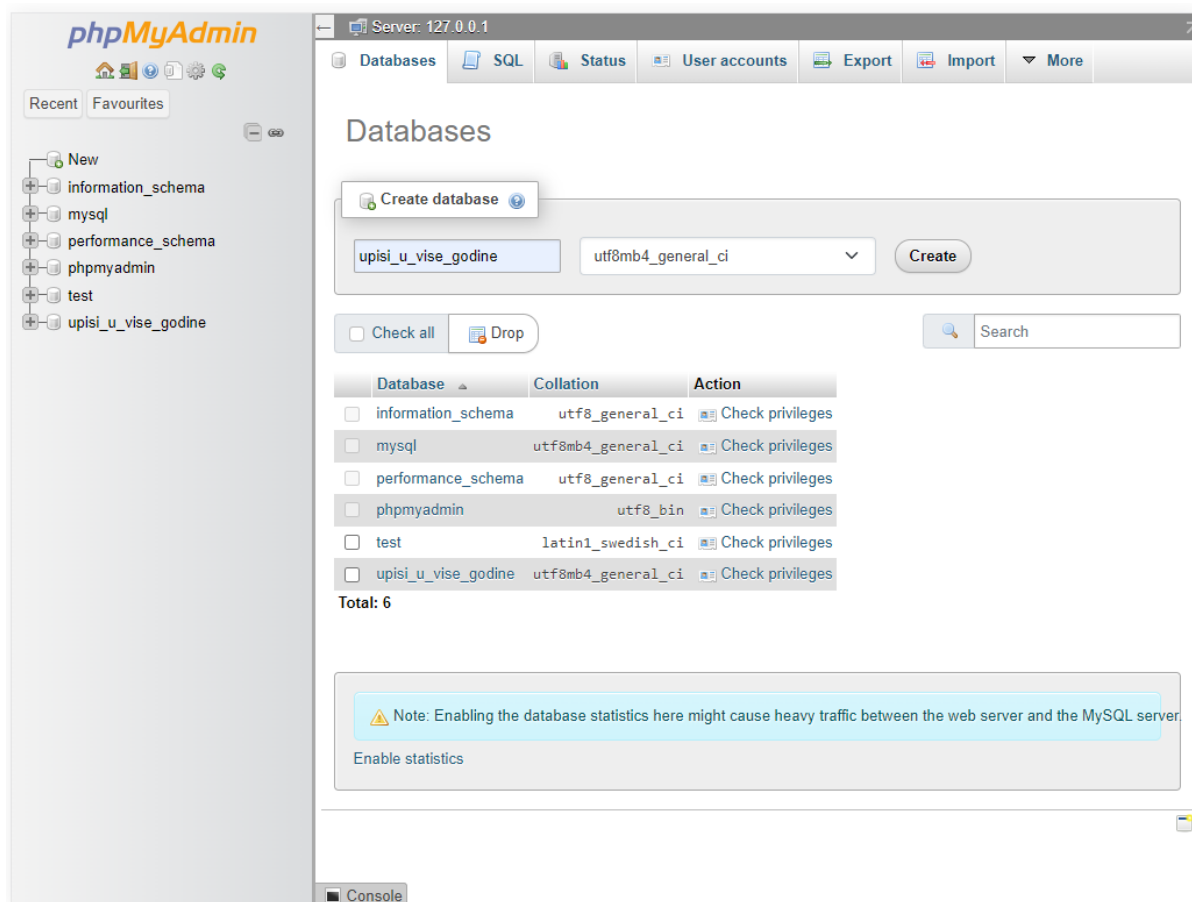 phpMyAdmin
Recent Favourites
New
information_schema
mysql
performance_schema
phpmyadmin
test
upisi_u_vise_godine
Server: 127.0.0.1
Databases SQL Status User accounts Export Import More
Databases
Create database
upisi_u_vise_godine utf8mb4_general_ci Create
Check all Drop Search
Database Collation Action
information_schema utf8_general_ci Check privileges
mysql utf8mb4_general_ci Check privileges
performance_schema utf8_general_ci Check privileges
phpmyadmin utf8_bin Check privileges
test latin1_swedish_ci Check privileges
upisi_u_vise_godine utf8mb4_general_ci Check privileges
Total: 6
Note: Enabling the database statistics here might cause heavy traffic between the web server and the MySQL server.
Enable statistics
Console